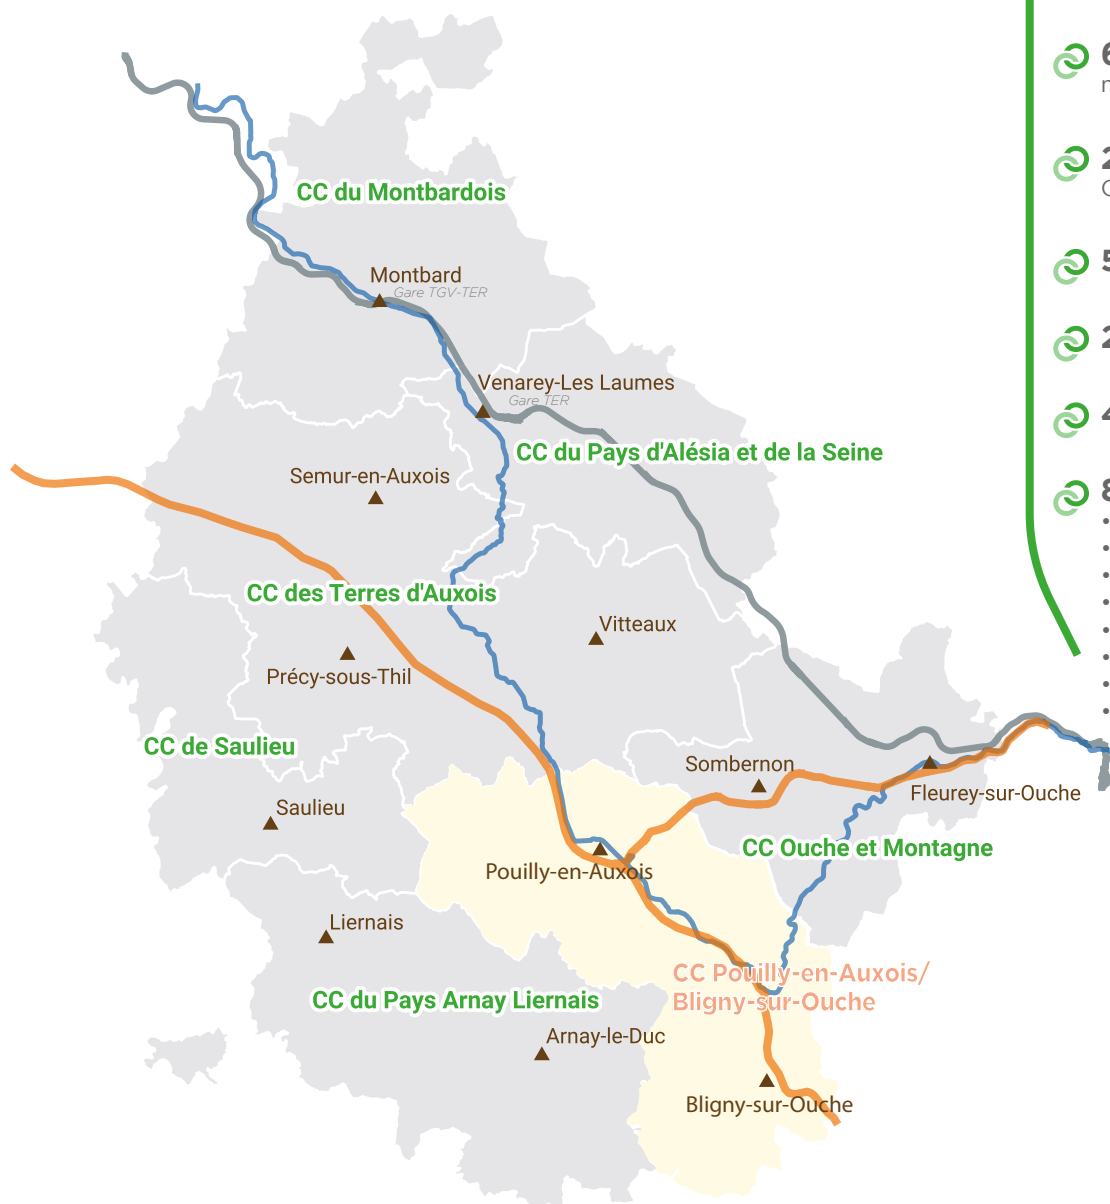 CC du Montbardois
Montbard
Gare TGV-TER
Venarey-Les Laumes
Gare TER
CC du Pays d'Alésia et de la Seine
Semur-en-Auxois
CC des Terres d'Auxois
Vitteaux
Précy-sous-Thil
CC de Saulieu
Sombernon
Fleurey-sur-Ouche
Saulieu
CC Ouche et Montagne
Pouilly-en-Auxois
Liernais
CC Pouilly-en-Auxois/
Bligny-sur-Ouche
CC du Pays Arnay Liernais
Arnay-le-Duc
Bligny-sur-Ouche